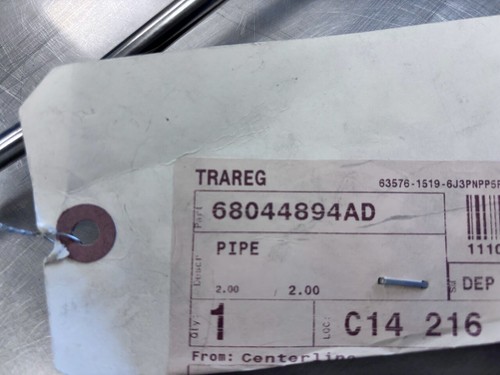 TRAREG
63576-1519-6J3PNPP5
Part
68044894AD
Descr
PIPE
1110
2.00 / 2.00
DEP
Qty
1
LOC:
C14 216
From: Centerline